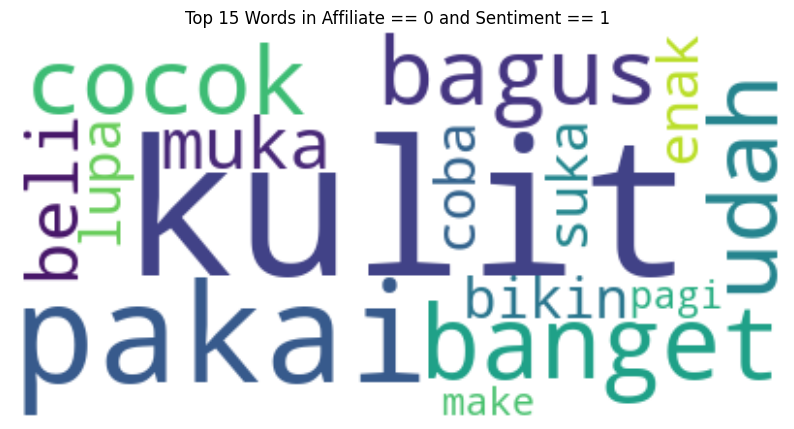 Top 15 Words in Affiliate == 0 and Sentiment == 1
cocok
bagus
enak
beli
lupa
muka
kulit
coba
suka
udah
pakai
bikin
pagi
banget
make